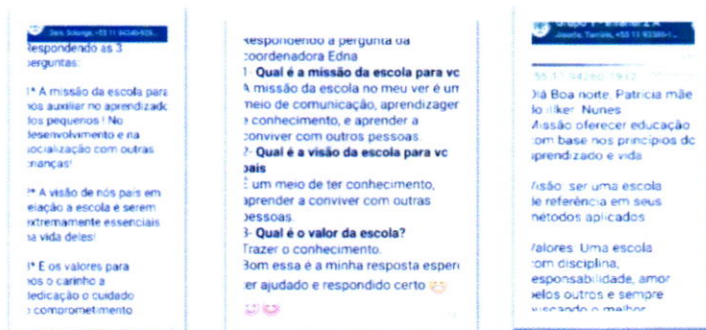 Respondendo as 3
perguntas:
1ª A missão da escola para
nos auxiliar no aprendizado
dos pequenos! No
desenvolvimento e na
socialização com outras
crianças!
2ª A visão de nós pais em
relação a escola é serem
extremamente essenciais
na vida deles!
3ª E os valores para
nos o carinho a
dedicação o cuidado
o comprometimento
Respondendo a pergunta da
coordenadora Edna
1- Qual é a missão da escola para vc
A missão da escola no meu ver é um
meio de comunicação, aprendizagem
e conhecimento, e aprender a
conviver com outros pessoas.
2- Qual é a visão da escola para vc
pais
É um meio de ter conhecimento,
aprender a conviver com outras
pessoas.
3- Qual é o valor da escola?
Trazer o conhecimento.
Bom essa é a minha resposta espero
ter ajudado e respondido certo
Olá Boa noite, Patricia mãe
do Ilker Nunes
Missão oferecer educação
com base nos princípios do
aprendizado e vida
Visão: ser uma escola
de referência em seus
métodos aplicados
Valores: Uma escola
com disciplina,
responsabilidade, amor
pelos outros e sempre
buscando o melhor